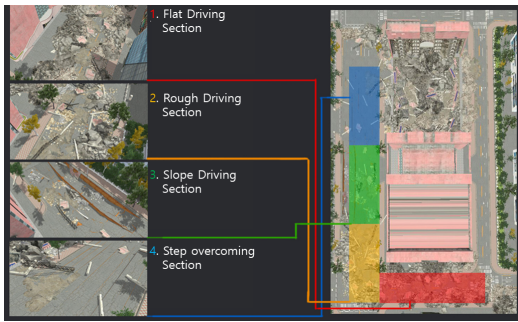 1. Flat Driving
Section
2. Rough Driving
Section
3. Slope Driving
Section
4. Step overcoming
Section